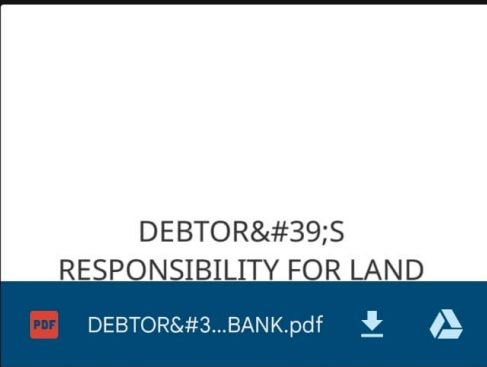 DEBTOR&#39;S
RESPONSIBILITY FOR LAND
PDF DEBTOR&#3...BANK.pdf